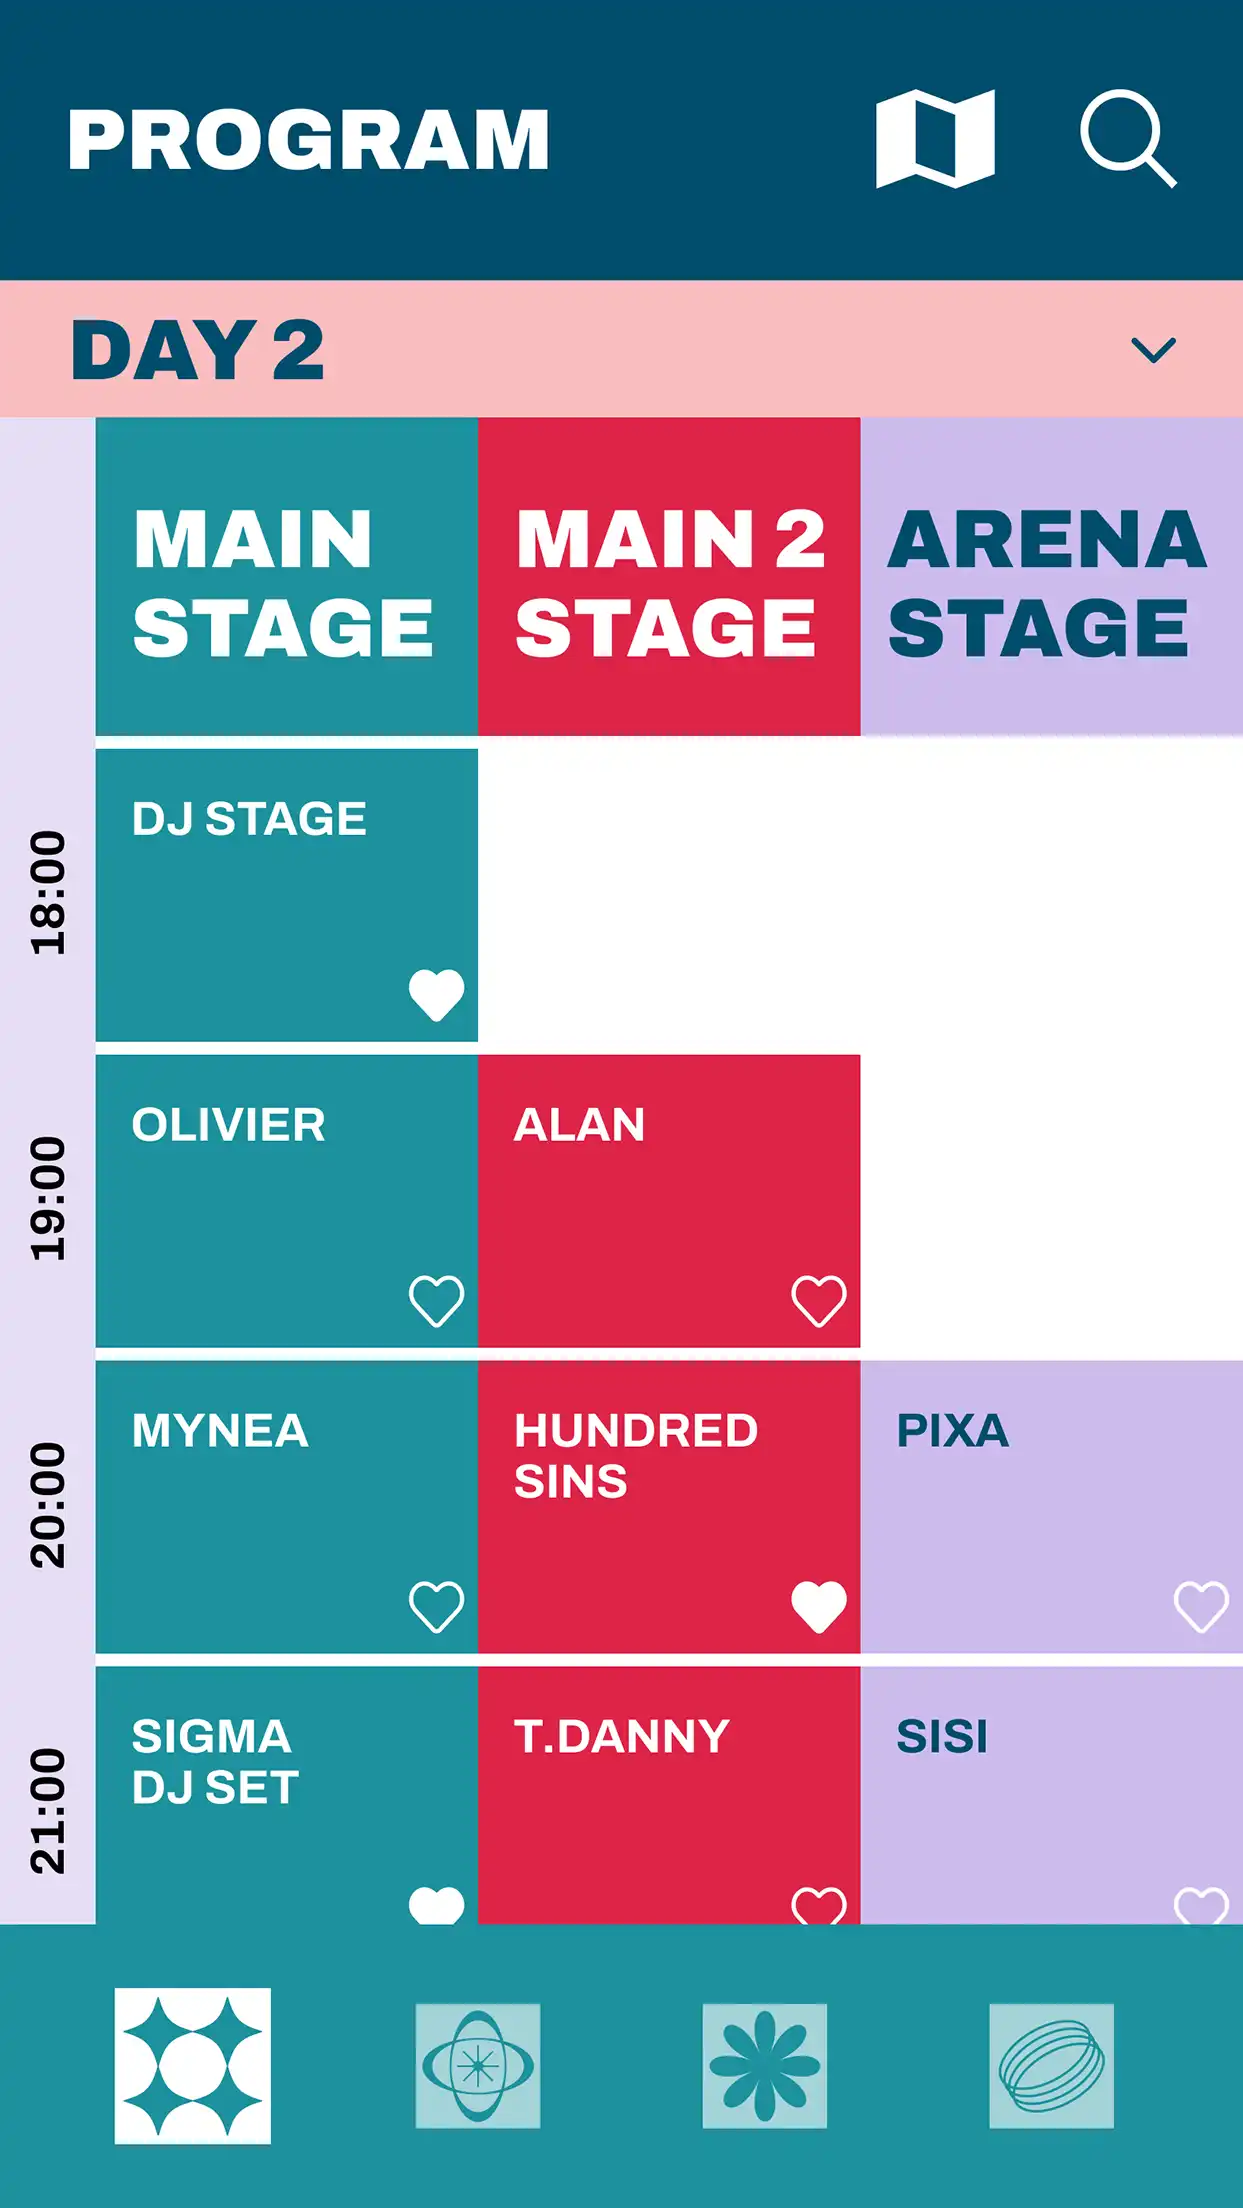 PROGRAM
DAY 2
MAIN
STAGE
MAIN 2
STAGE
ARENA
STAGE
18:00
DJ STAGE
19:00
OLIVIER
ALAN
20:00
MYNEA
HUNDRED
SINS
PIXA
21:00
SIGMA
DJ SET
T.DANNY
SISI